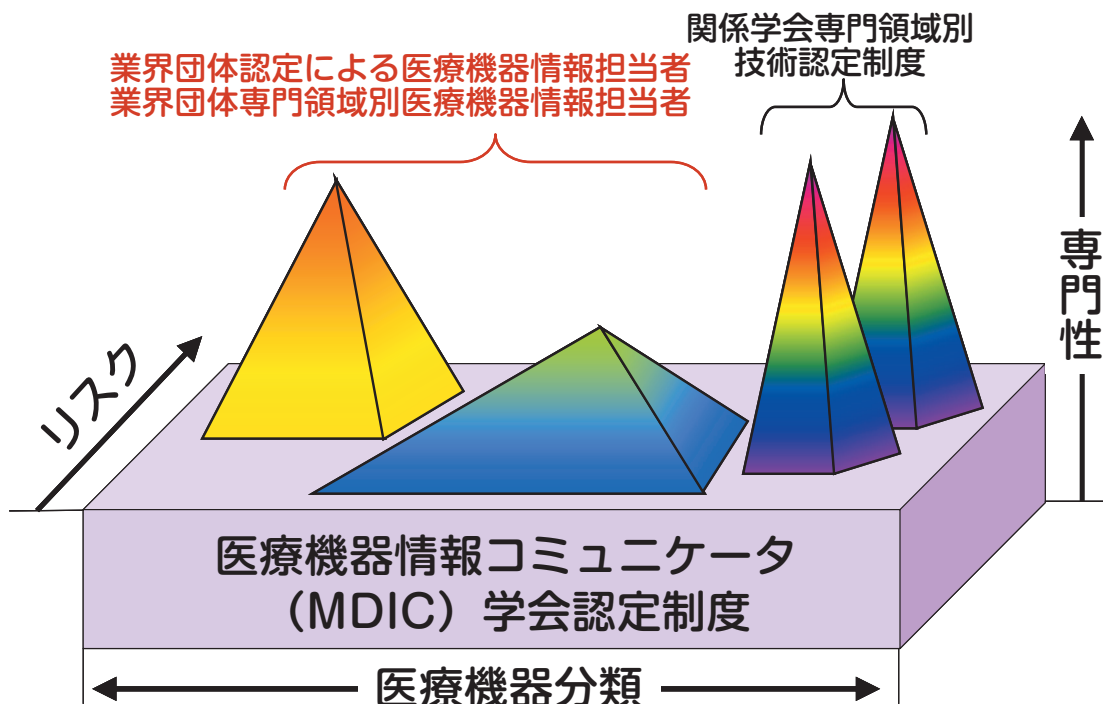 関係学会専門領域別
技術認定制度
業界団体認定による医療機器情報担当者
業界団体専門領域別医療機器情報担当者
専門性
リスク
医療機器情報コミュニケータ
（MDIC）学会認定制度
医療機器分類